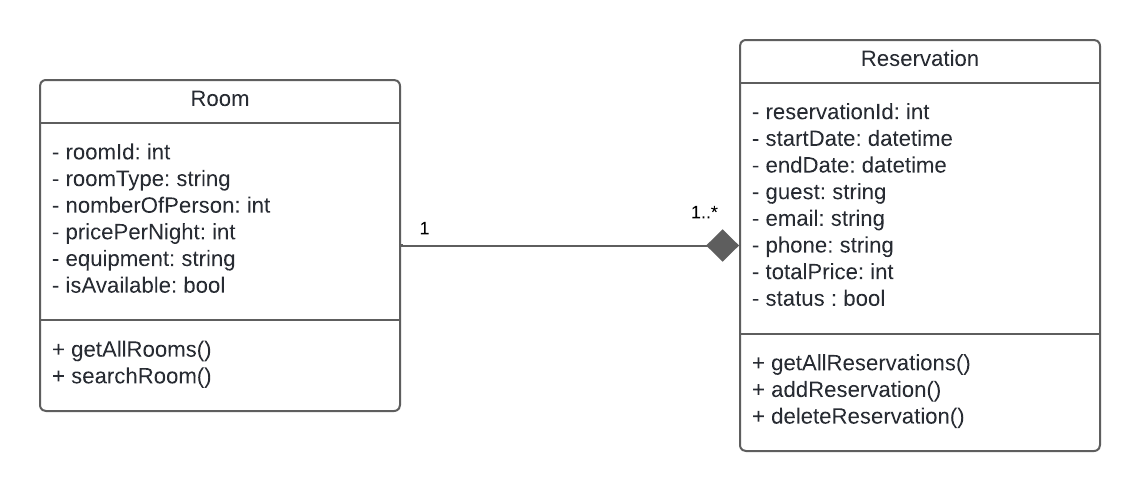 Room
- roomId: int
- roomType: string
- nomberOfPerson: int
- pricePerNight: int
- equipment: string
- isAvailable: bool
+ getAllRooms()
+ searchRoom()
1
1..*
Reservation
- reservationId: int
- startDate: datetime
- endDate: datetime
- guest: string
- email: string
- phone: string
- totalPrice: int
- status : bool
+ getAllReservations()
+ addReservation()
+ deleteReservation()